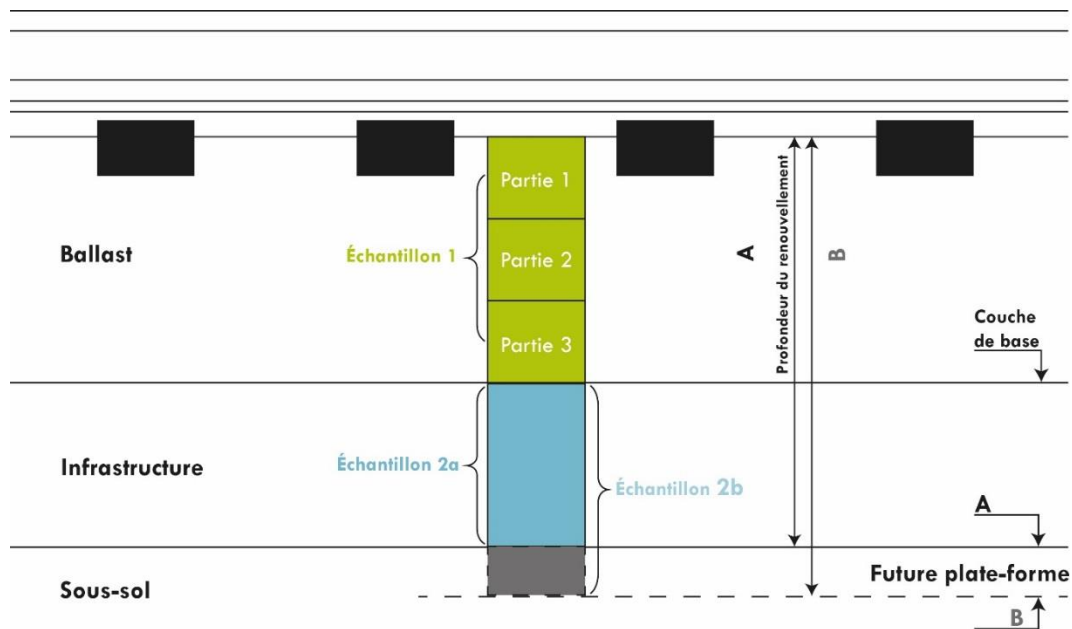 Partie 1
Ballast
Échantillon 1
Partie 2
Partie 3
Profondeur du renouvellement
A
B
Couche
de base
Infrastructure
Échantillon 2a
Échantillon 2b
A
Future plate-forme
Sous-sol
B